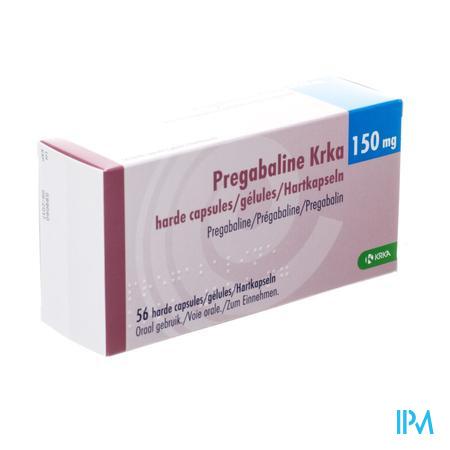 Pregabaline Krka
150 mg
harde capsules/gélules/Hartkapseln
Pregabaline/Prégabaline/Pregabalin
KRKA
56 harde capsules/gélules/Hartkapseln
Oraal gebruik./Voie orale./Zum Einnehmen.
IPM